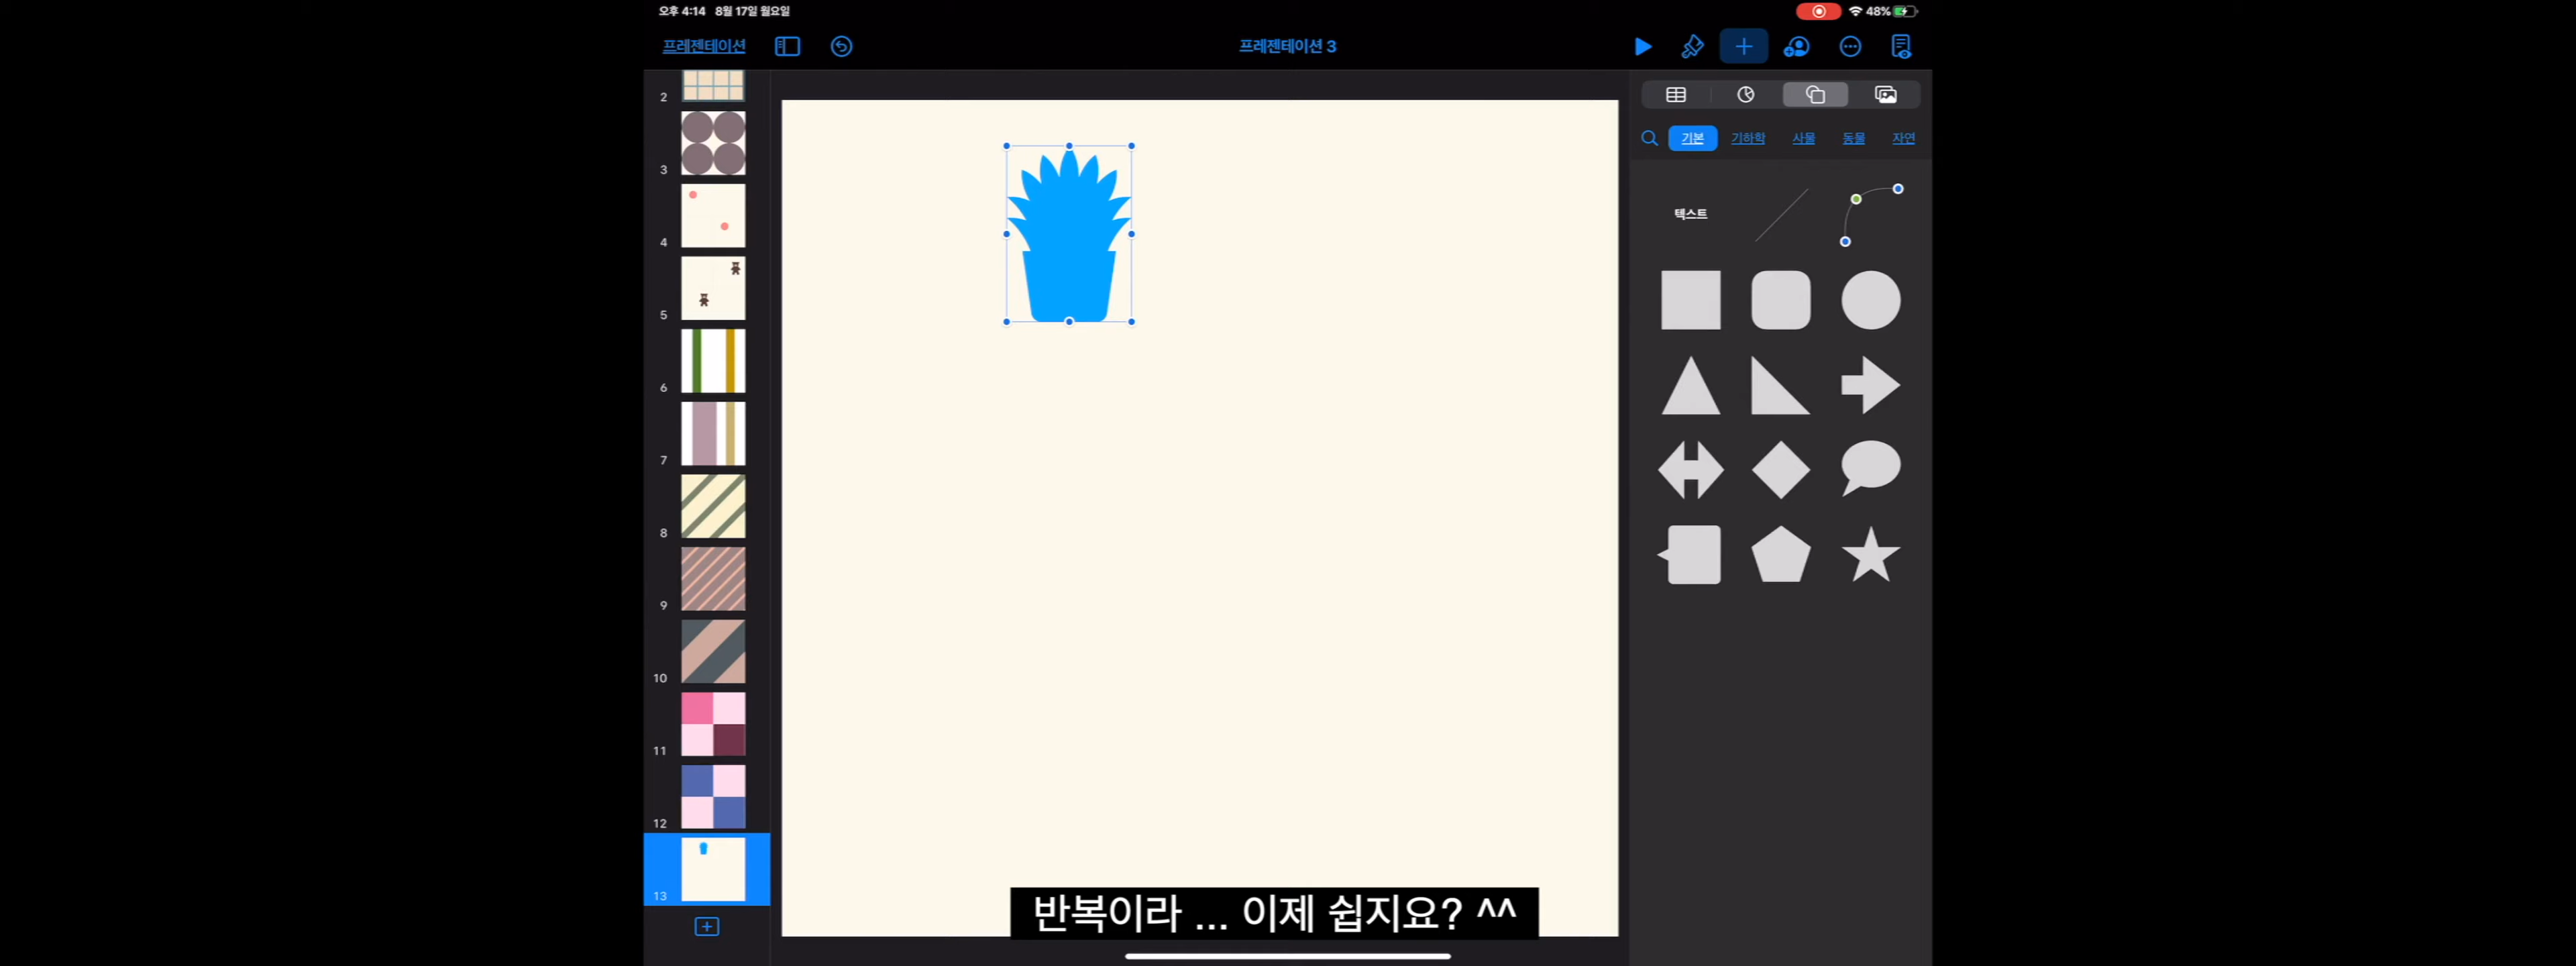 오후 4:14 8월 17일 월요일
48%
프레젠테이션
프레젠테이션 3
기본 기하학 사물 동물 자연
텍스트
2
3
4
5
6
7
8
9
10
11
12
13
반복이라 ... 이제 쉽지요? ^^